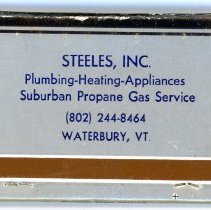 STEELES, INC.
Plumbing-Heating-Appliances
Suburban Propane Gas Service
(802) 244-8464
WATERBURY, VT.